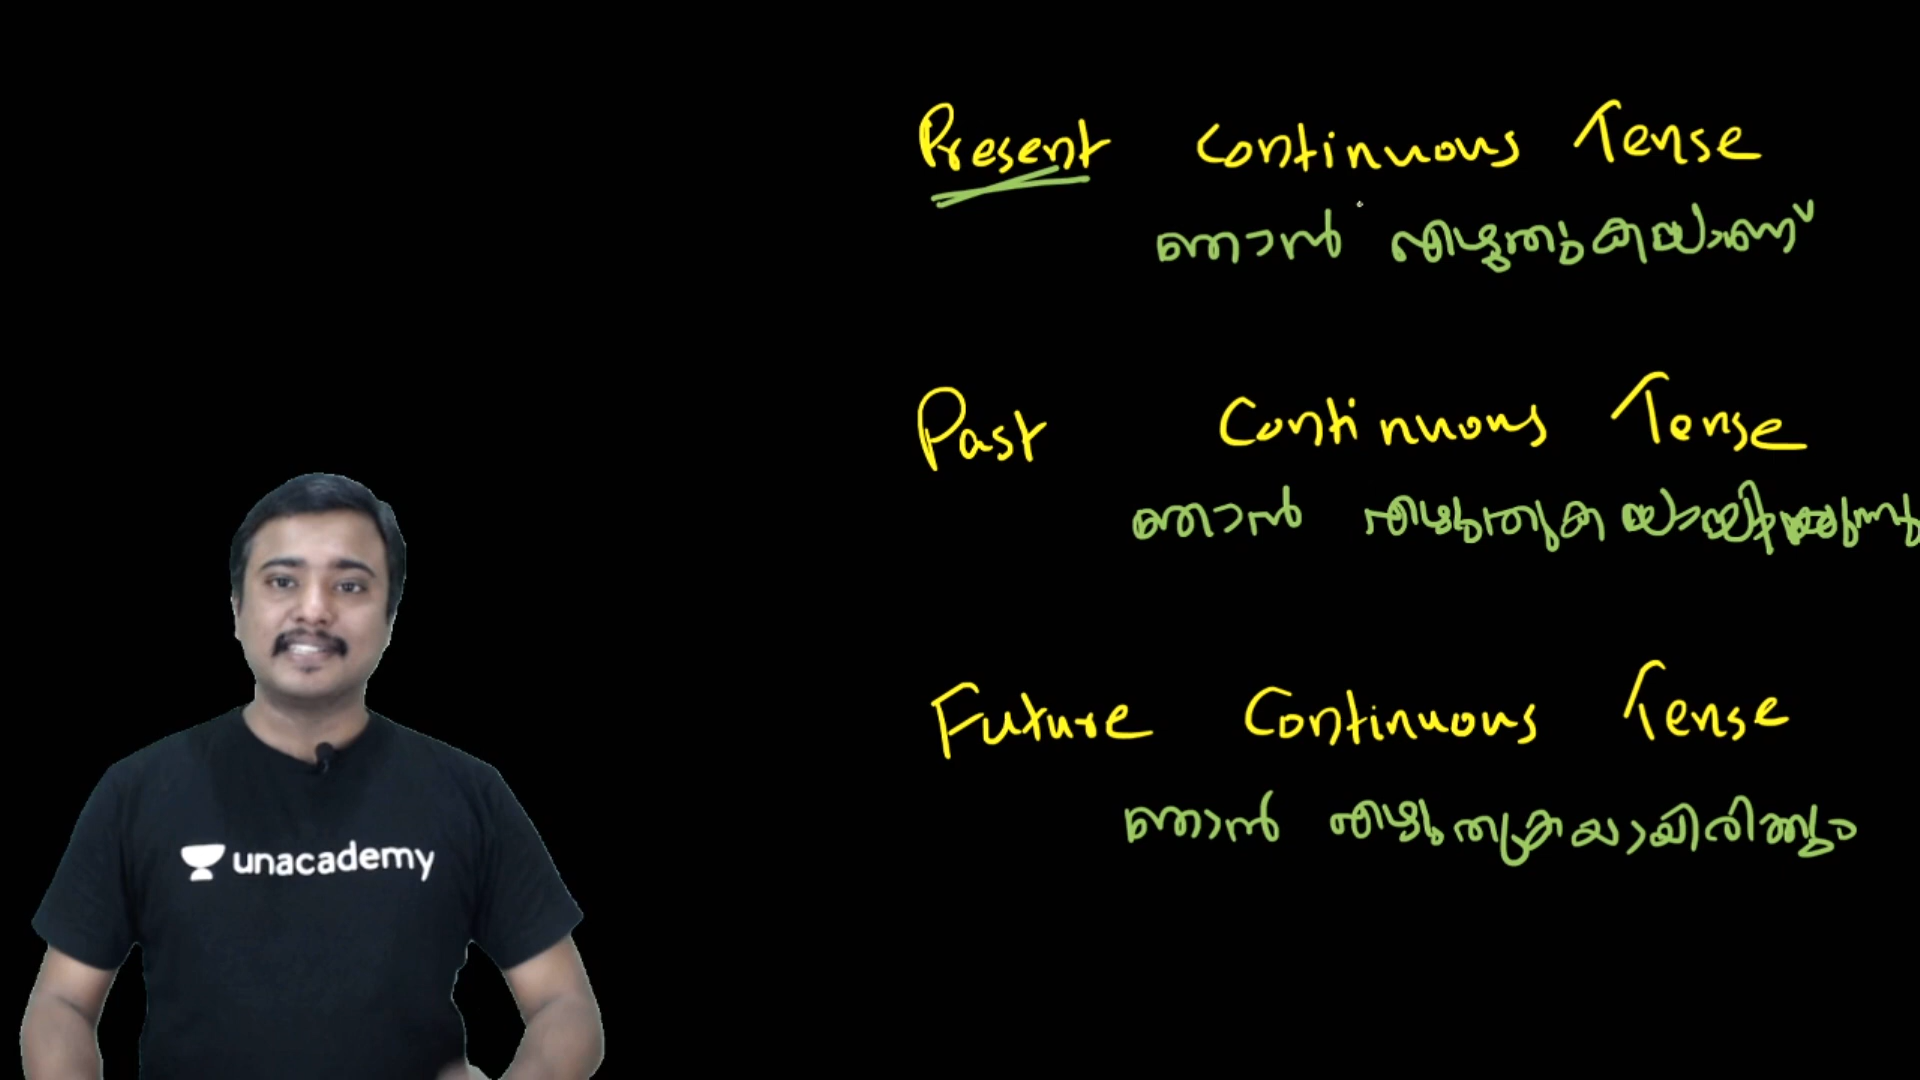 Present Continuous Tense
ഞാൻ എഴുതുകയാണ്
Past Continuous Tense
ഞാൻ എഴുതുകയായിരുന്നു
Future Continuous Tense
ഞാൻ എഴുതുകയായിരിക്കും
unacademy